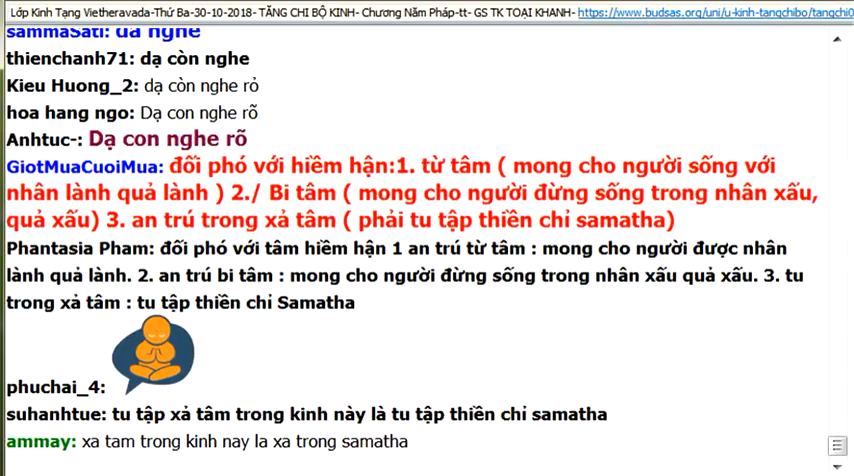 Lớp Kinh Tạng Vietheravada-Thứ Ba-30-10-2018- TĂNG CHI BỘ KINH- Chương Năm Pháp-tt- GS TK TOẠI KHANH- https://www.budsas.org/uni/u-kinh-tangchibo/tangchi0
sammaSati: dạ nghe
thienchanh71: dạ còn nghe
Kieu Huong_2: dạ còn nghe rỏ
hoa hang ngo: Dạ con nghe rõ
Anhtuc-: Dạ con nghe rõ
GiotMuaCuoiMua: đối phó với hiềm hận:1. từ tâm ( mong cho người sống với
nhân lành quả lành ) 2./ Bi tâm ( mong cho người đừng sống trong nhân xấu,
quả xấu) 3. an trú trong xả tâm ( phải tu tập thiền chỉ samatha)
Phantasia Pham: đối phó với tâm hiềm hận 1 an trú từ tâm : mong cho người được nhân
lành quả lành. 2. an trú bi tâm : mong cho người đừng sống trong nhân xấu quả xấu. 3. tu
trong xả tâm : tu tập thiền chỉ Samatha
phuchai_4:
suhanhtue: tu tập xả tâm trong kinh này là tu tập thiền chỉ samatha
ammay: xa tam trong kinh nay la xa trong samatha